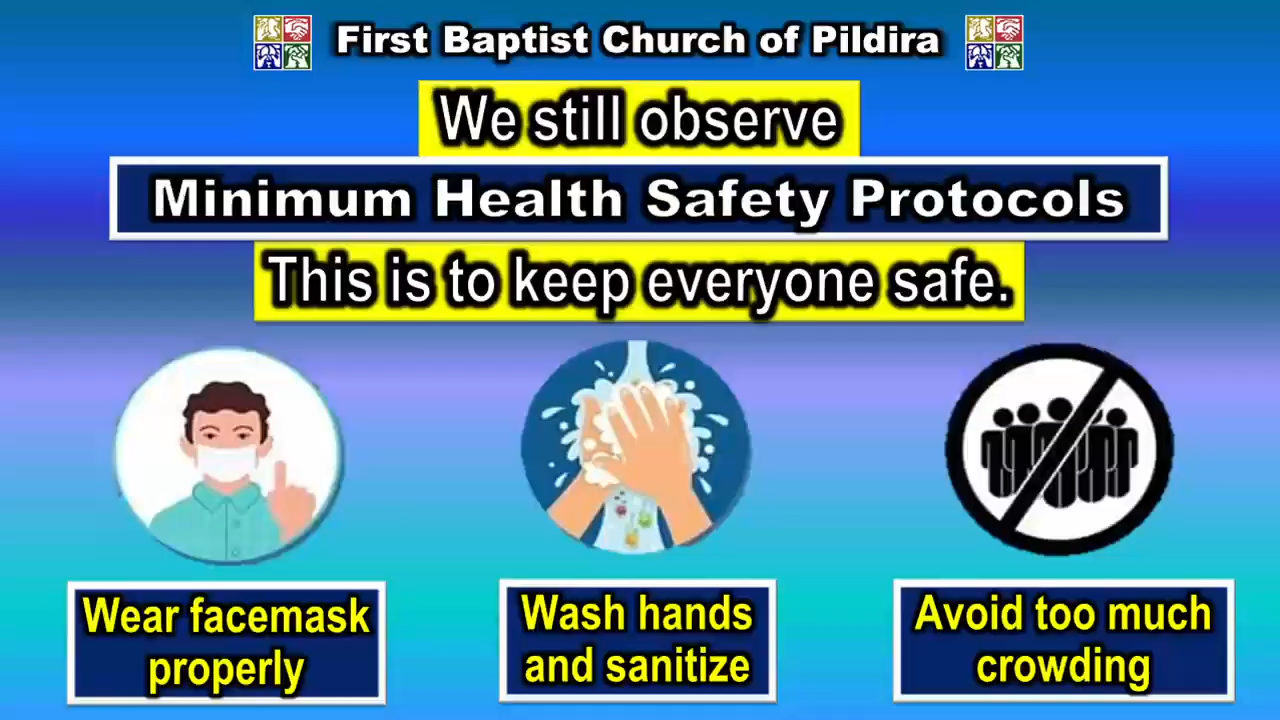 First Baptist Church of Pildira
We still observe
Minimum Health Safety Protocols
This is to keep everyone safe.
Wear facemask
properly
Wash hands
and sanitize
Avoid too much
crowding